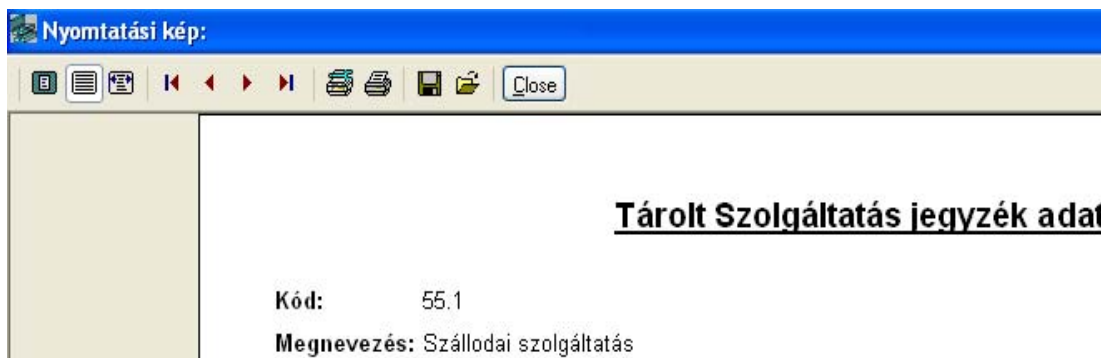 Nyomtatási kép:
Close
Tárolt Szolgáltatás jegyzék adat
Kód: 55.1
Megnevezés: Szállodai szolgáltatás